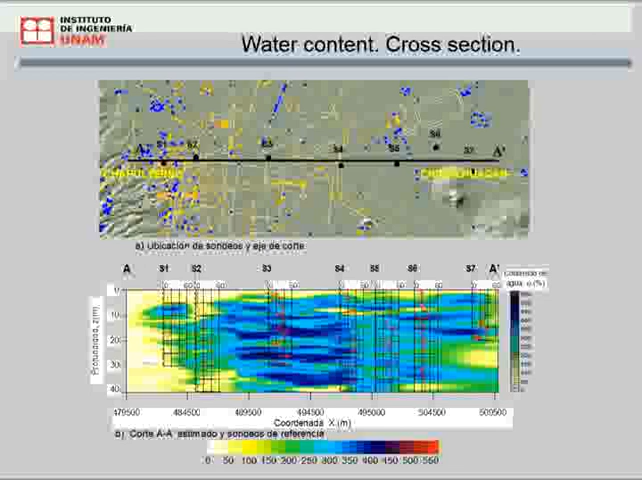 INSTITUTO
DE INGENIERÍA
UNAM
Water content. Cross section.
A S1 S2 S3 S4 S5 S6 S7 A'
a) Ubicación de sondeos y eje de corte
A S1 S2 S3 S4 S5 S6 S7 A'
Contenido de
agua, ω (%)
Profundidad, z(m)
0
10
20
30
40
479500 484500 489500 494500 499500 504500 509500
Coordenada X (m)
b) Corte A-A' estimado y sondeos de referencia
0 50 100 150 200 250 300 350 400 450 500 550